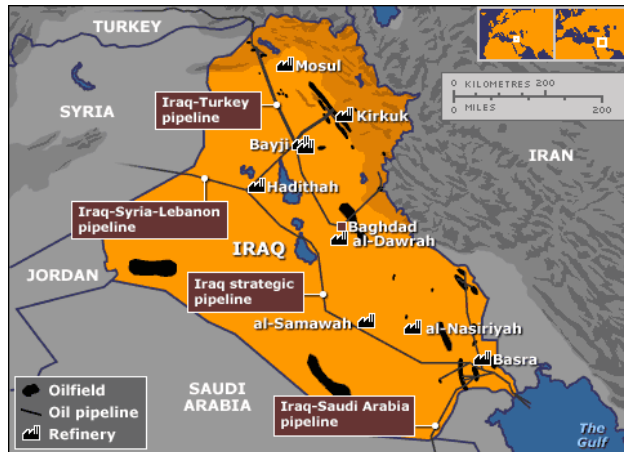 TURKEY
SYRIA
IRAN
JORDAN
SAUDI
ARABIA
IRAQ
The
Gulf
0 KILOMETRES 200
0 MILES 200
Mosul
Iraq-Turkey
pipeline
Kirkuk
Bayji
Hadithah
Iraq-Syria-Lebanon
pipeline
Baghdad
al-Dawrah
Iraq strategic
pipeline
al-Samawah
al-Nasiriyah
Basra
Iraq-Saudi Arabia
pipeline
Oilfield
Oil pipeline
Refinery